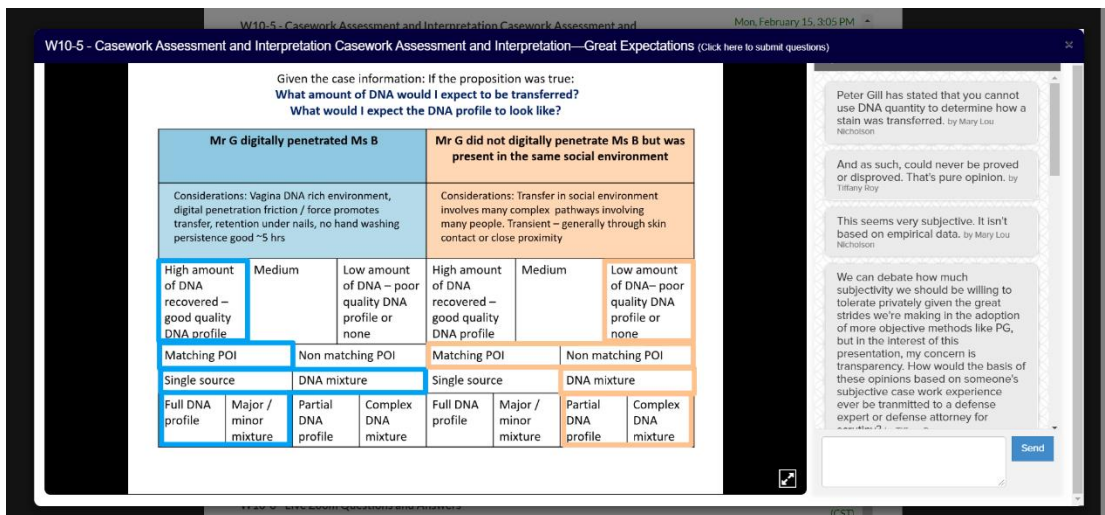 W10-5 - Casework Assessment and Interpretation Casework Assessment and
Mon, February 15, 3:05 PM
W10-5 - Casework Assessment and Interpretation Casework Assessment and Interpretation—Great Expectations (Click here to submit questions)
Given the case information: If the proposition was true:
What amount of DNA would I expect to be transferred?
What would I expect the DNA profile to look like?
Mr G digitally penetrated Ms B
Mr G did not digitally penetrate Ms B but was
present in the same social environment
Considerations: Vagina DNA rich environment,
digital penetration friction / force promotes
transfer, retention under nails, no hand washing
persistence good ~5 hrs
Considerations: Transfer in social environment
involves many complex pathways involving
many people. Transient – generally through skin
contact or close proximity
High amount
of DNA
recovered –
good quality
DNA profile
Medium
Low amount
of DNA – poor
quality DNA
profile or
none
High amount
of DNA
recovered –
good quality
DNA profile
Medium
Low amount
of DNA– poor
quality DNA
profile or
none
Matching POI
Non matching POI
Matching POI
Non matching POI
Single source
DNA mixture
Single source
DNA mixture
Full DNA
profile
Major /
minor
mixture
Partial
DNA
profile
Complex
DNA
mixture
Full DNA
profile
Major /
minor
mixture
Partial
DNA
profile
Complex
DNA
mixture
Peter Gill has stated that you cannot
use DNA quantity to determine how a
stain was transferred. by Mary Lou
Nicholson
And as such, could never be proved
or disproved. That's pure opinion. by
Tiffany Roy
This seems very subjective. It isn't
based on empirical data. by Mary Lou
Nicholson
We can debate how much
subjectivity we should be willing to
tolerate privately given the great
strides we're making in the adoption
of more objective methods like PG,
but in the interest of this
presentation, my concern is
transparency. How would the basis of
these opinions based on someone's
subjective case work experience
ever be tranmitted to a defense
expert or defense attorney for
Send
(CST)